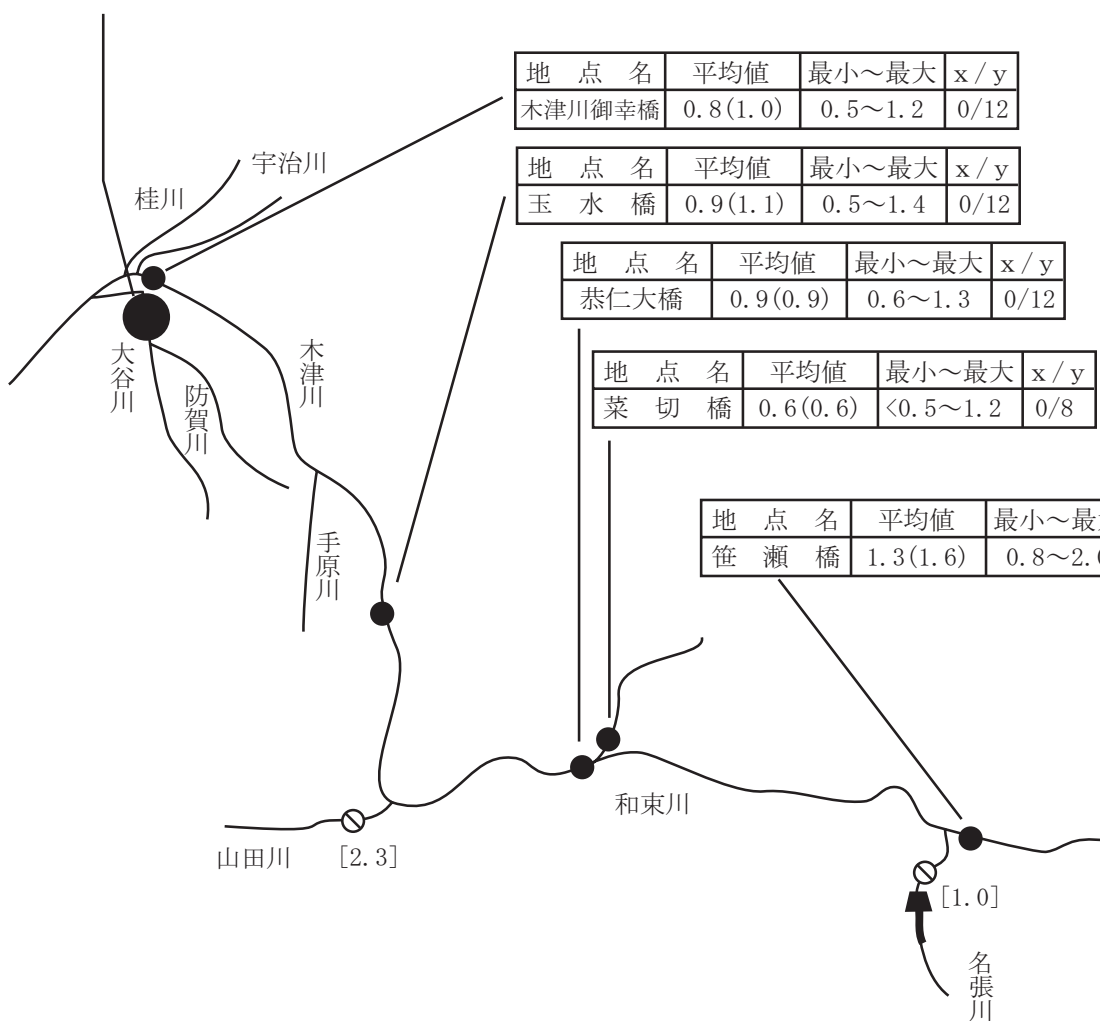 地 点 名 平均値 最小～最大 x/y
木津川御幸橋 0.8(1.0) 0.5～1.2 0/12
地 点 名 平均値 最小～最大 x/y
玉 水 橋 0.9(1.1) 0.5～1.4 0/12
地 点 名 平均値 最小～最大 x/y
恭仁大橋 0.9(0.9) 0.6～1.3 0/12
地 点 名 平均値 最小～最大 x/y
菜 切 橋 0.6(0.6) <0.5～1.2 0/8
地 点 名 平均値
笹 瀬 橋 1.3(1.6)
宇治川
桂川
大谷川
防賀川
木津川
手原川
和束川
山田川
[2.3]
[1.0]
名張川